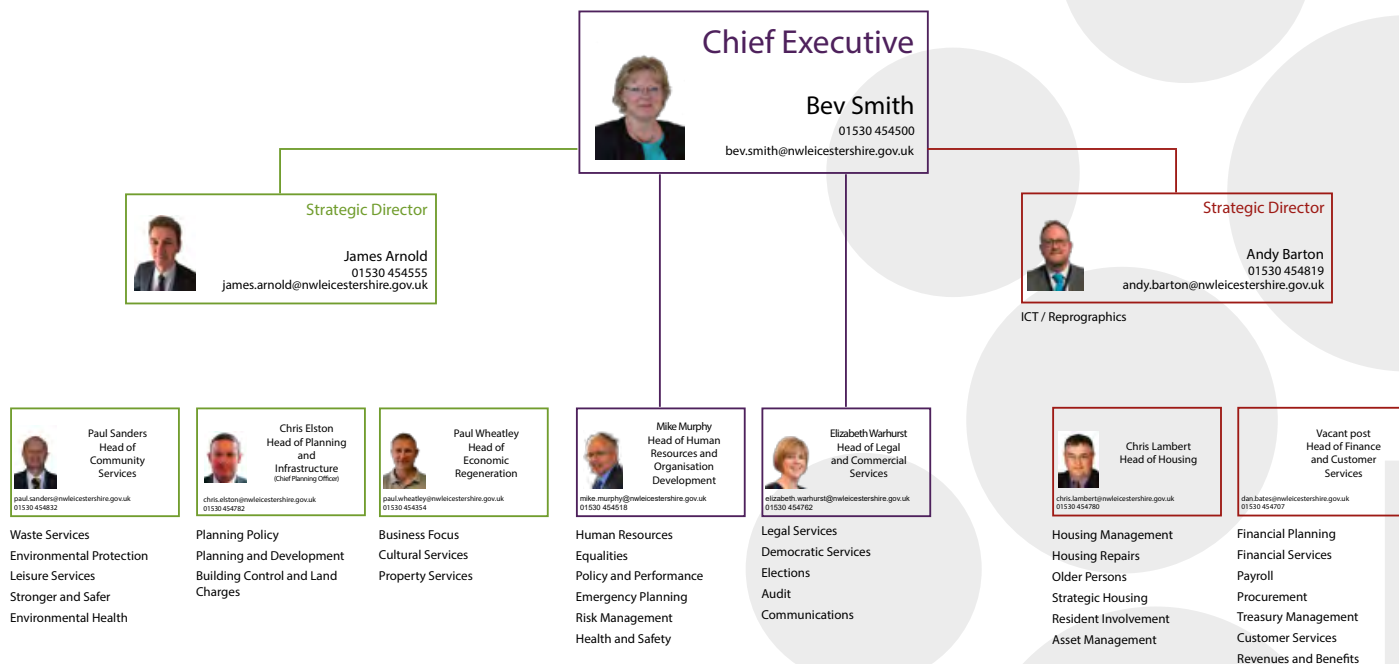 Chief Executive
Bev Smith
01530 454500
bev.smith@nwleicestershire.gov.uk
Strategic Director
James Arnold
01530 454555
james.arnold@nwleicestershire.gov.uk
Strategic Director
Andy Barton
01530 454819
andy.barton@nwleicestershire.gov.uk
ICT / Reprographics
Paul Sanders
Head of
Community
Services
paul.sanders@nwleicestershire.gov.uk
01530 454832
Waste Services
Environmental Protection
Leisure Services
Stronger and Safer
Environmental Health
Chris Elston
Head of Planning
and
Infrastructure
(Chief Planning Officer)
chris.elston@nwleicestershire.gov.uk
01530 454782
Planning Policy
Planning and Development
Building Control and Land
Charges
Paul Wheatley
Head of
Economic
Regeneration
paul.wheatley@nwleicestershire.gov.uk
01530 454354
Business Focus
Cultural Services
Property Services
Mike Murphy
Head of Human
Resources and
Organisation
Development
mike.murphy@nwleicestershire.gov.uk
01530 454518
Human Resources
Equalities
Policy and Performance
Emergency Planning
Risk Management
Health and Safety
Elizabeth Warhurst
Head of Legal
and Commercial
Services
elizabeth.warhurst@nwleicestershire.gov.uk
01530 454762
Legal Services
Democratic Services
Elections
Audit
Communications
Chris Lambert
Head of Housing
chris.lambert@nwleicestershire.gov.uk
01530 454780
Housing Management
Housing Repairs
Older Persons
Strategic Housing
Resident Involvement
Asset Management
Vacant post
Head of Finance
and Customer
Services
dan.bates@nwleicestershire.gov.uk
01530 454707
Financial Planning
Financial Services
Payroll
Procurement
Treasury Management
Customer Services
Revenues and Benefits